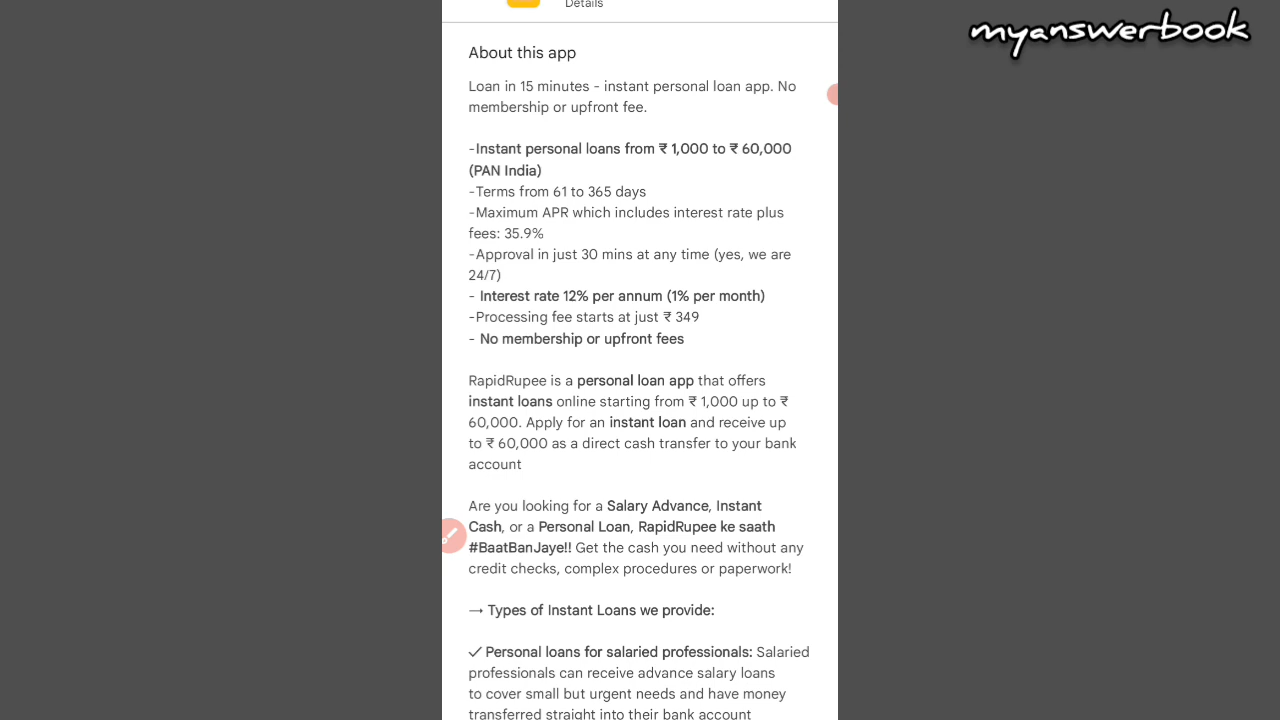 Details
myanswerbook
About this app
Loan in 15 minutes - instant personal loan app. No
membership or upfront fee.
-Instant personal loans from ₹ 1,000 to ₹ 60,000
(PAN India)
-Terms from 61 to 365 days
-Maximum APR which includes interest rate plus
fees: 35.9%
-Approval in just 30 mins at any time (yes, we are
24/7)
- Interest rate 12% per annum (1% per month)
-Processing fee starts at just ₹ 349
- No membership or upfront fees
RapidRupee is a personal loan app that offers
instant loans online starting from ₹ 1,000 up to ₹
60,000. Apply for an instant loan and receive up
to ₹ 60,000 as a direct cash transfer to your bank
account
Are you looking for a Salary Advance, Instant
Cash, or a Personal Loan, RapidRupee ke saath
#BaatBanJaye!! Get the cash you need without any
credit checks, complex procedures or paperwork!
→ Types of Instant Loans we provide:
✓ Personal loans for salaried professionals: Salaried
professionals can receive advance salary loans
to cover small but urgent needs and have money
transferred straight into their bank account